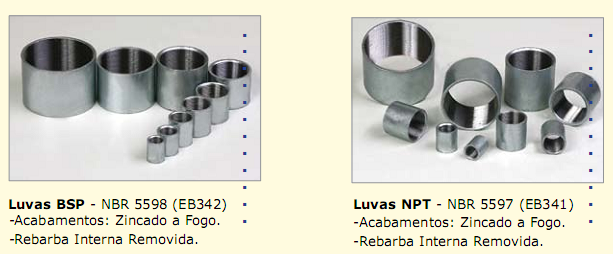 Luvas BSP - NBR 5598 (EB342)
-Acabamentos: Zincado a Fogo.
-Rebarba Interna Removida.
Luvas NPT - NBR 5597 (EB341)
-Acabamentos: Zincado a Fogo.
-Rebarba Interna Removida.